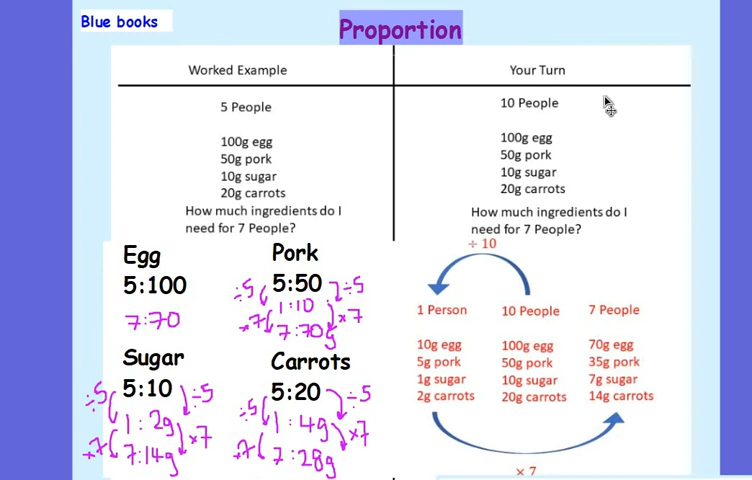 Blue books
Proportion
Worked Example
5 People
100g egg
50g pork
10g sugar
20g carrots
How much ingredients do I
need for 7 People?
Egg
5:100
7:70
Pork
5:50
÷5 ÷5
1:10
×7 ×7
7:70g
Sugar
5:10
÷5 ÷5
1:2g
×7 ×7
7:14g
Carrots
5:20
÷5 ÷5
1:4g
×7 ×7
7:28g
Your Turn
10 People
100g egg
50g pork
10g sugar
20g carrots
How much ingredients do I
need for 7 People?
÷ 10
1 Person 10 People 7 People
10g egg 100g egg 70g egg
5g pork 50g pork 35g pork
1g sugar 10g sugar 7g sugar
2g carrots 20g carrots 14g carrots
× 7